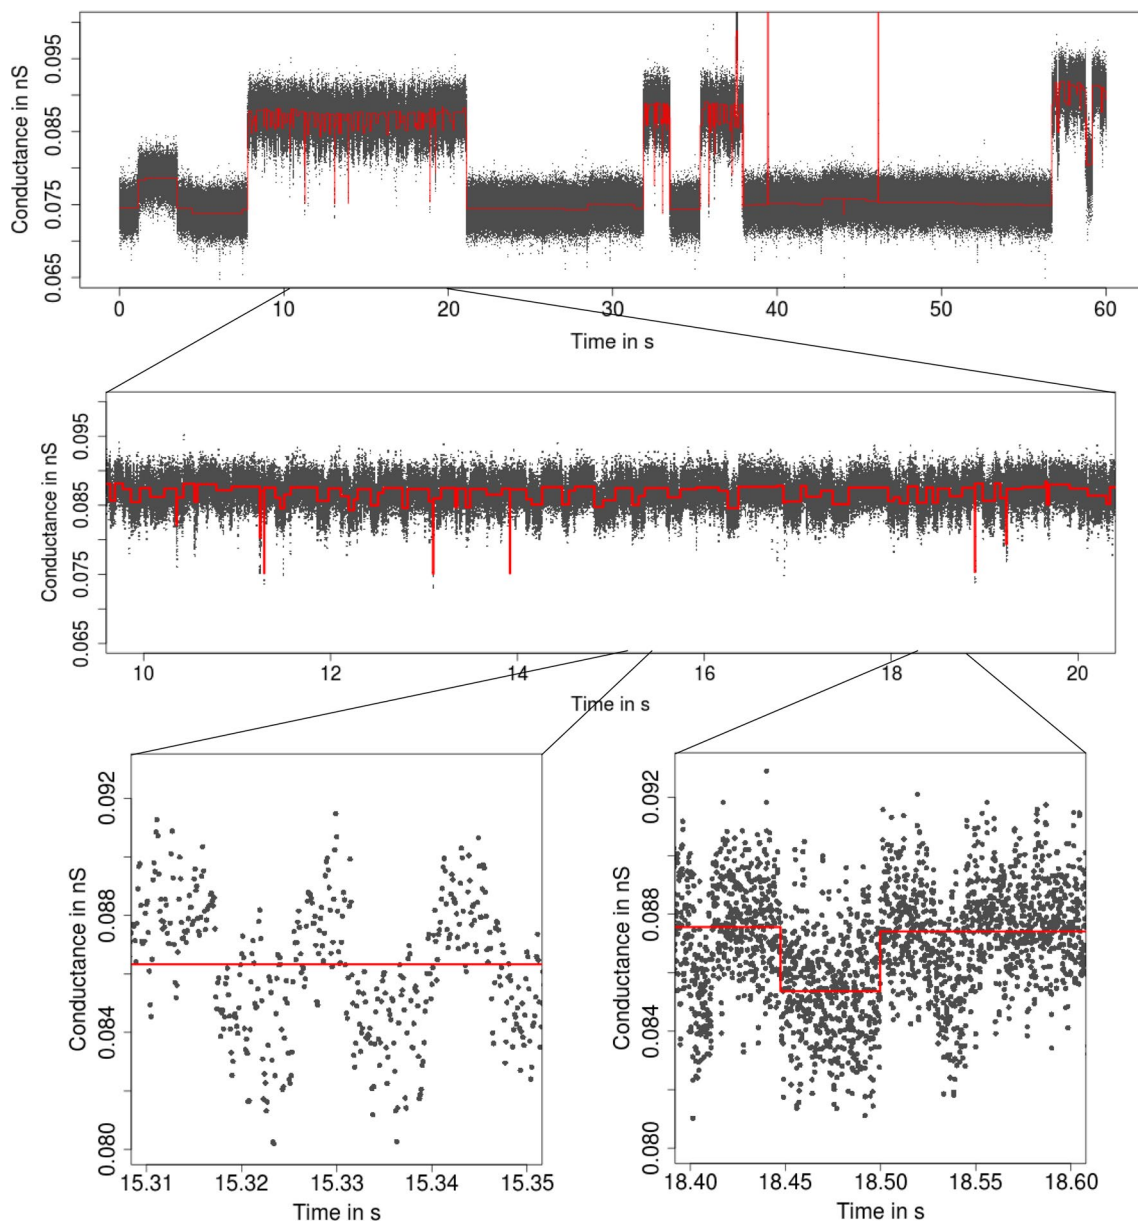 Conductance in nS
0.065 0.075 0.085 0.095
0 10 20 30 40 50 60
Time in s
Conductance in nS
0.065 0.075 0.085 0.095
10 12 14 16 18 20
Time in s
Conductance in nS
0.080 0.084 0.088 0.092
15.31 15.32 15.33 15.34 15.35
Time in s
Conductance in nS
0.080 0.084 0.088 0.092
18.40 18.45 18.50 18.55 18.60
Time in s